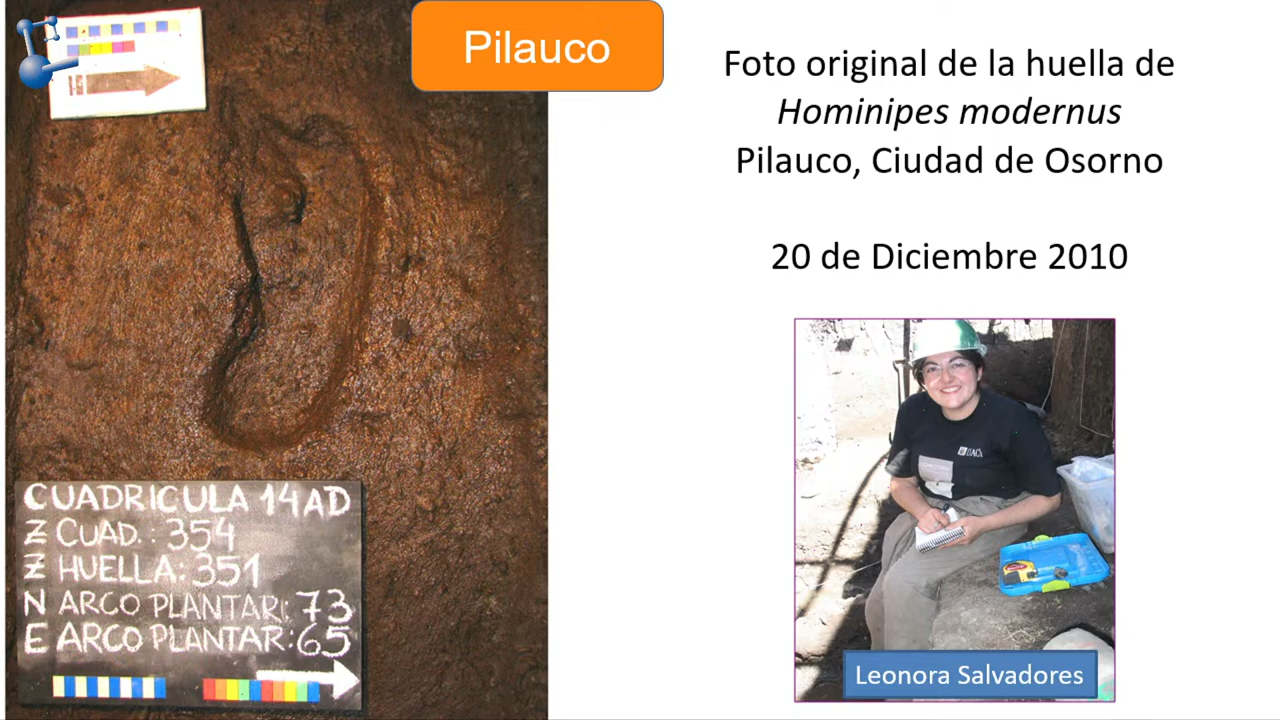 Pilauco
Foto original de la huella de
Hominipes modernus
Pilauco, Ciudad de Osorno
20 de Diciembre 2010
CUADRICULA 14AD
Z CUAD.: 354
Z HUELLA: 351
N ARCO PLANTAR: 73
E ARCO PLANTAR: 65
Leonora Salvadores